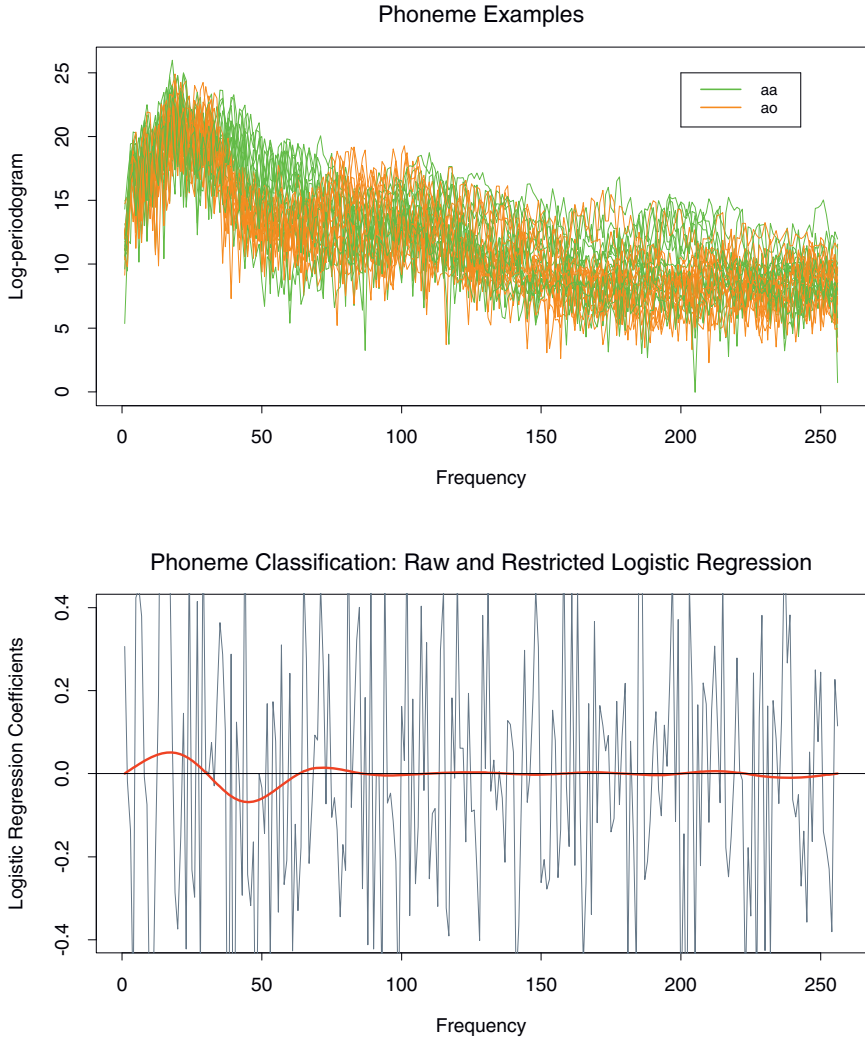 Phoneme Examples
25
20
15
10
5
0
Log-periodogram
aa
ao
0 50 100 150 200 250
Frequency
Phoneme Classification: Raw and Restricted Logistic Regression
0.4
0.2
0.0
-0.2
-0.4
Logistic Regression Coefficients
0 50 100 150 200 250
Frequency